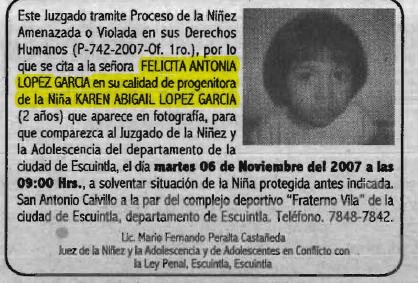 Este Juzgado tramite Proceso de la Niñez
Amenazada o Violada en sus Derechos
Humanos (P-742-2007-Of. 1ro.), por lo
que se cita a la señora FELICITA ANTONIA
LOPEZ GARCIA en su calidad de progenitora
de la Niña KAREN ABIGAIL LOPEZ GARCIA
(2 años) que aparece en fotografía, para
que comparezca al Juzgado de la Niñez y
la Adolescencia del departamento de la
ciudad de Escuintla, el día martes 06 de Noviembre del 2007 a las
09:00 Hrs., a solventar situación de la Niña protegida antes indicada.
San Antonio Calvillo a la par del complejo deportivo "Fraterno Vila" de la
ciudad de Escuintla, departamento de Escuintla. Teléfono. 7848-7842.
Lic. Mario Fernando Peralta Castañeda
Juez de la Niñez y la Adolescencia y de Adolescentes en Conflicto con
la Ley Penal, Escuintla, Escuintla